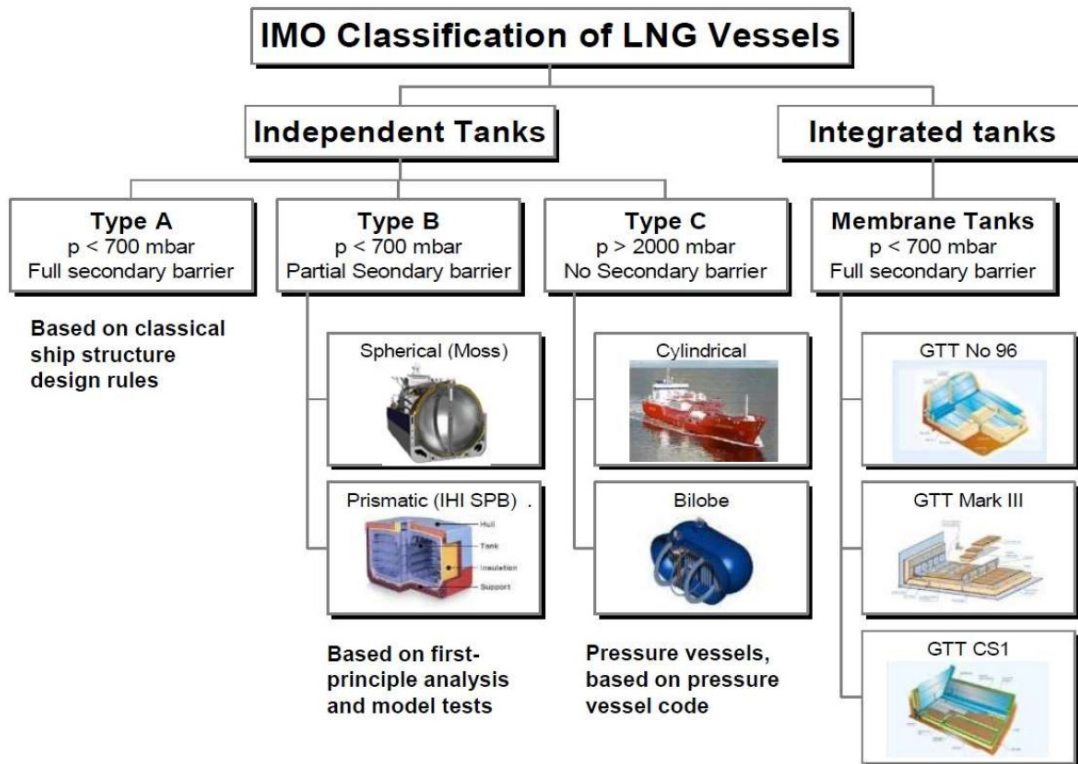 IMO Classification of LNG Vessels
Independent Tanks
Integrated tanks
Type A
p < 700 mbar
Full secondary barrier
Type B
p < 700 mbar
Partial Secondary barrier
Type C
p > 2000 mbar
No Secondary barrier
Membrane Tanks
p < 700 mbar
Full secondary barrier
Based on classical
ship structure
design rules
Spherical (Moss)
Cylindrical
GTT No 96
Prismatic (IHI SPB) .
Hull
Tank
Insulation
Support
Bilobe
GTT Mark III
Based on first-
principle analysis
and model tests
Pressure vessels,
based on pressure
vessel code
GTT CS1